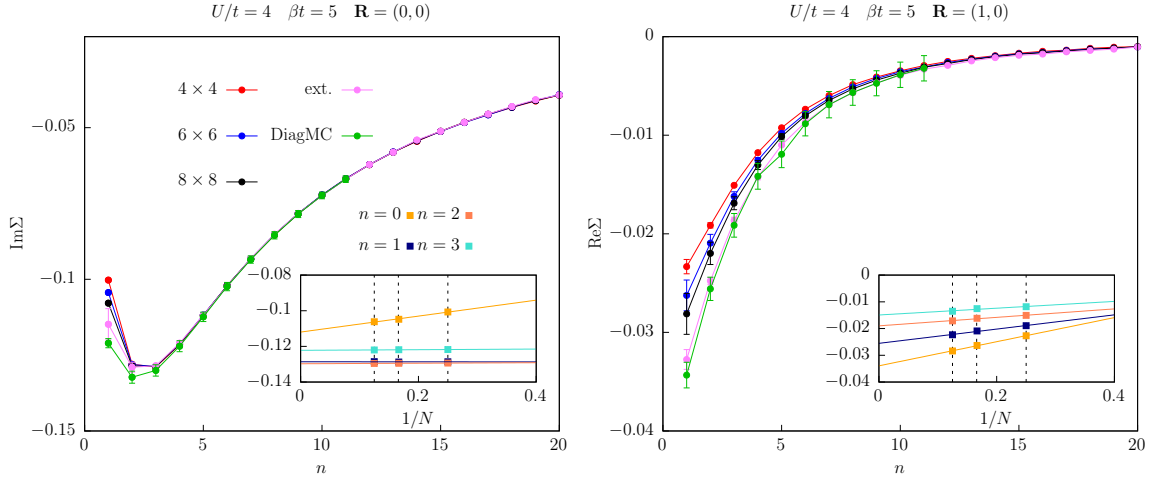 U/t = 4 βt = 5 R = (0, 0)
ImΣ
−0.05
−0.1
−0.15
0
5
10
15
20
n
4 × 4
6 × 6
8 × 8
ext.
DiagMC
n = 0
n = 2
n = 1
n = 3
−0.08
−0.1
−0.12
−0.14
0
0.2
0.4
1/N
U/t = 4 βt = 5 R = (1, 0)
ReΣ
0
−0.01
−0.02
−0.03
−0.04
0
5
10
15
20
n
0
−0.01
−0.02
−0.03
−0.04
0
0.2
0.4
1/N